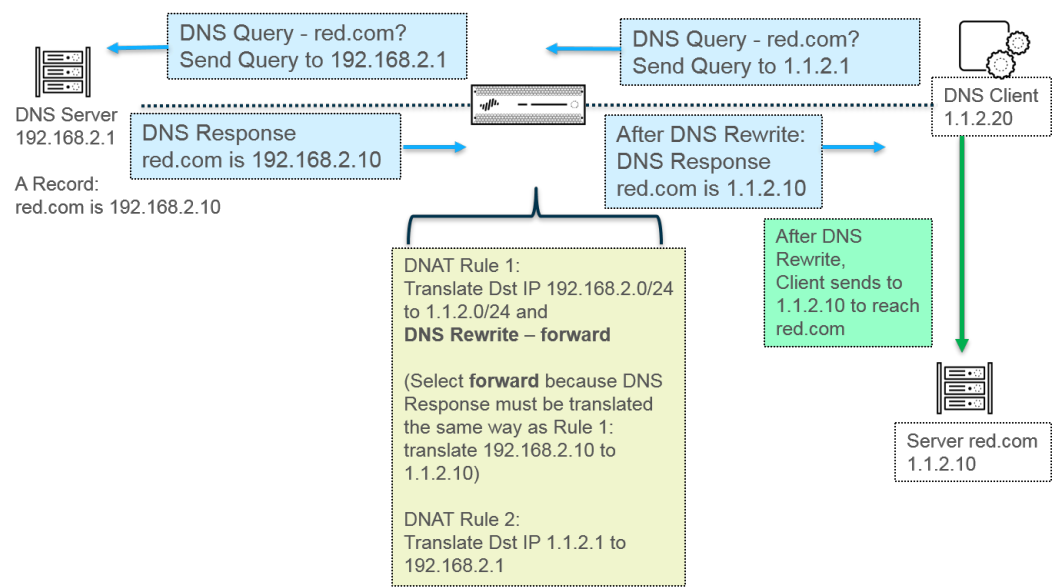 DNS Query - red.com?
Send Query to 192.168.2.1
DNS Query - red.com?
Send Query to 1.1.2.1
DNS Server
192.168.2.1
DNS Client
1.1.2.20
DNS Response
red.com is 192.168.2.10
After DNS Rewrite:
DNS Response
red.com is 1.1.2.10
A Record:
red.com is 192.168.2.10
DNAT Rule 1:
Translate Dst IP 192.168.2.0/24
to 1.1.2.0/24 and
DNS Rewrite – forward
(Select forward because DNS
Response must be translated
the same way as Rule 1:
translate 192.168.2.10 to
1.1.2.10)
DNAT Rule 2:
Translate Dst IP 1.1.2.1 to
192.168.2.1
After DNS
Rewrite,
Client sends to
1.1.2.10 to reach
red.com
Server red.com
1.1.2.10